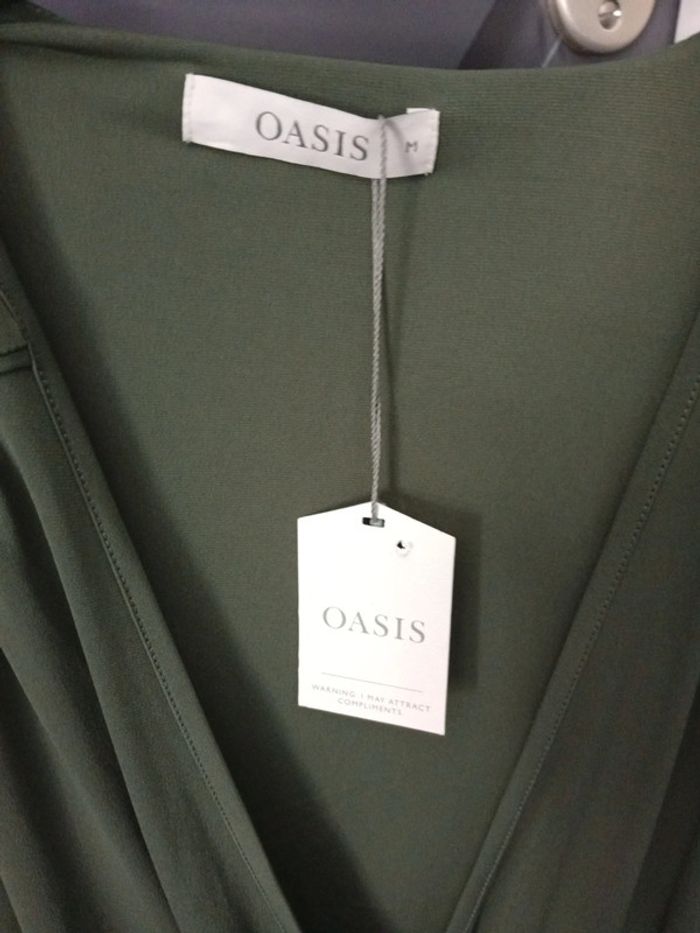 OASIS M
OASIS
WARNING: I MAY ATTRACT
COMPLIMENTS.